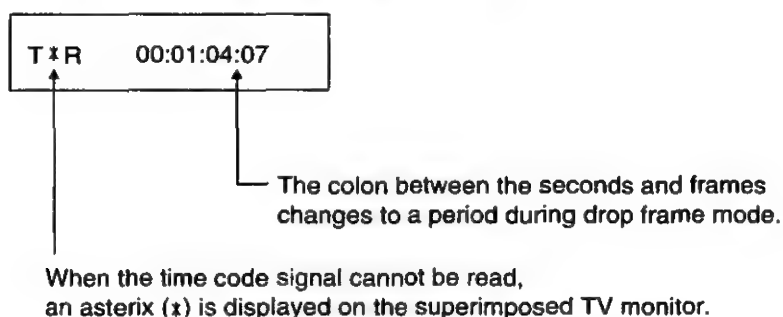 T*R 00:01:04:07
The colon between the seconds and frames
changes to a period during drop frame mode.
When the time code signal cannot be read,
an asterix (*) is displayed on the superimposed TV monitor.